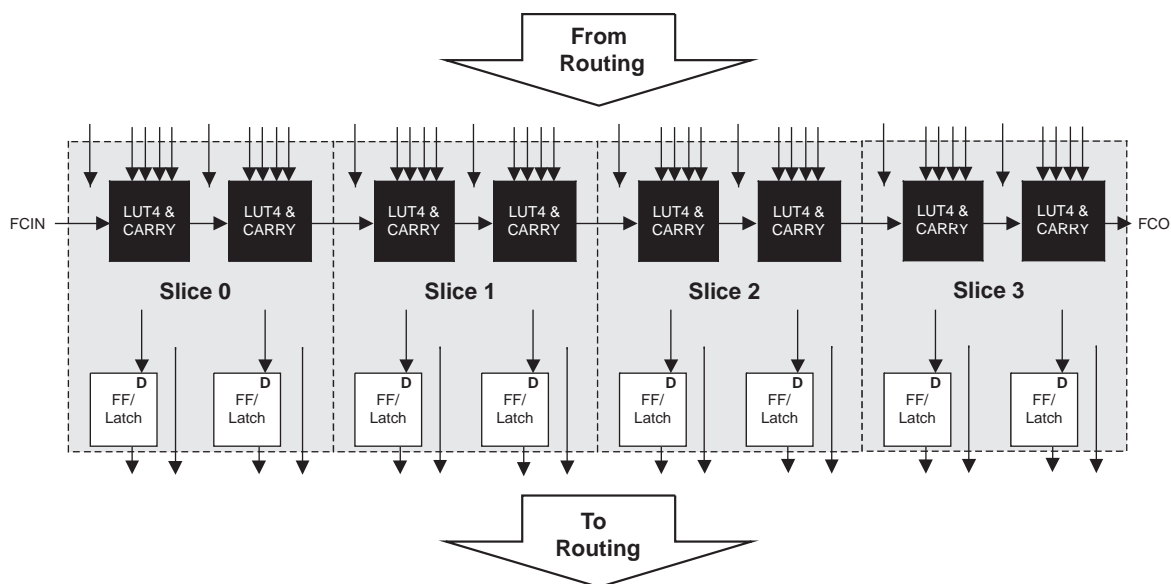 From
Routing
FCIN
LUT4 &
CARRY
LUT4 &
CARRY
LUT4 &
CARRY
LUT4 &
CARRY
LUT4 &
CARRY
LUT4 &
CARRY
LUT4 &
CARRY
LUT4 &
CARRY
FCO
Slice 0
Slice 1
Slice 2
Slice 3
D
FF/
Latch
D
FF/
Latch
D
FF/
Latch
D
FF/
Latch
D
FF/
Latch
D
FF/
Latch
D
FF/
Latch
D
FF/
Latch
To
Routing